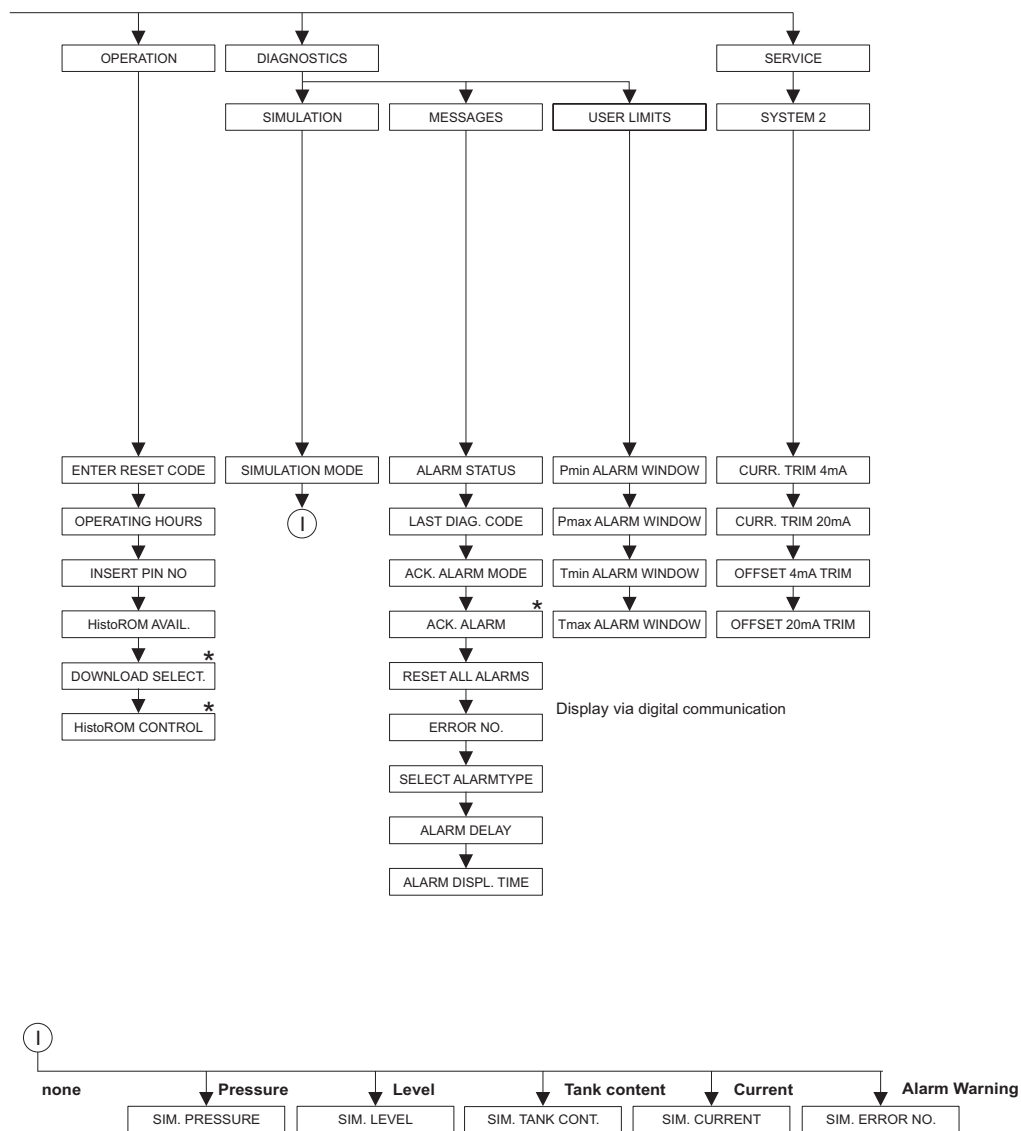 OPERATION
DIAGNOSTICS
SERVICE
SIMULATION
MESSAGES
USER LIMITS
SYSTEM 2
ENTER RESET CODE
SIMULATION MODE
ALARM STATUS
Pmin ALARM WINDOW
CURR. TRIM 4mA
OPERATING HOURS
I
LAST DIAG. CODE
Pmax ALARM WINDOW
CURR. TRIM 20mA
INSERT PIN NO
ACK. ALARM MODE
Tmin ALARM WINDOW
OFFSET 4mA TRIM
HistoROM AVAIL.
*
ACK. ALARM
Tmax ALARM WINDOW
OFFSET 20mA TRIM
*
DOWNLOAD SELECT.
RESET ALL ALARMS
*
HistoROM CONTROL
ERROR NO.
Display via digital communication
SELECT ALARMTYPE
ALARM DELAY
ALARM DISPL. TIME
I
none
Pressure
Level
Tank content
Current
Alarm Warning
SIM. PRESSURE
SIM. LEVEL
SIM. TANK CONT.
SIM. CURRENT
SIM. ERROR NO.